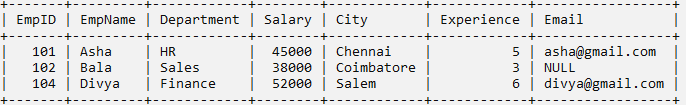 | EmpID | EmpName | Department | Salary | City | Experience | Email |
| 101 | Asha | HR | 45000 | Chennai | 5 | asha@gmail.com |
| 102 | Bala | Sales | 38000 | Coimbatore | 3 | NULL |
| 104 | Divya | Finance | 52000 | Salem | 6 | divya@gmail.com |